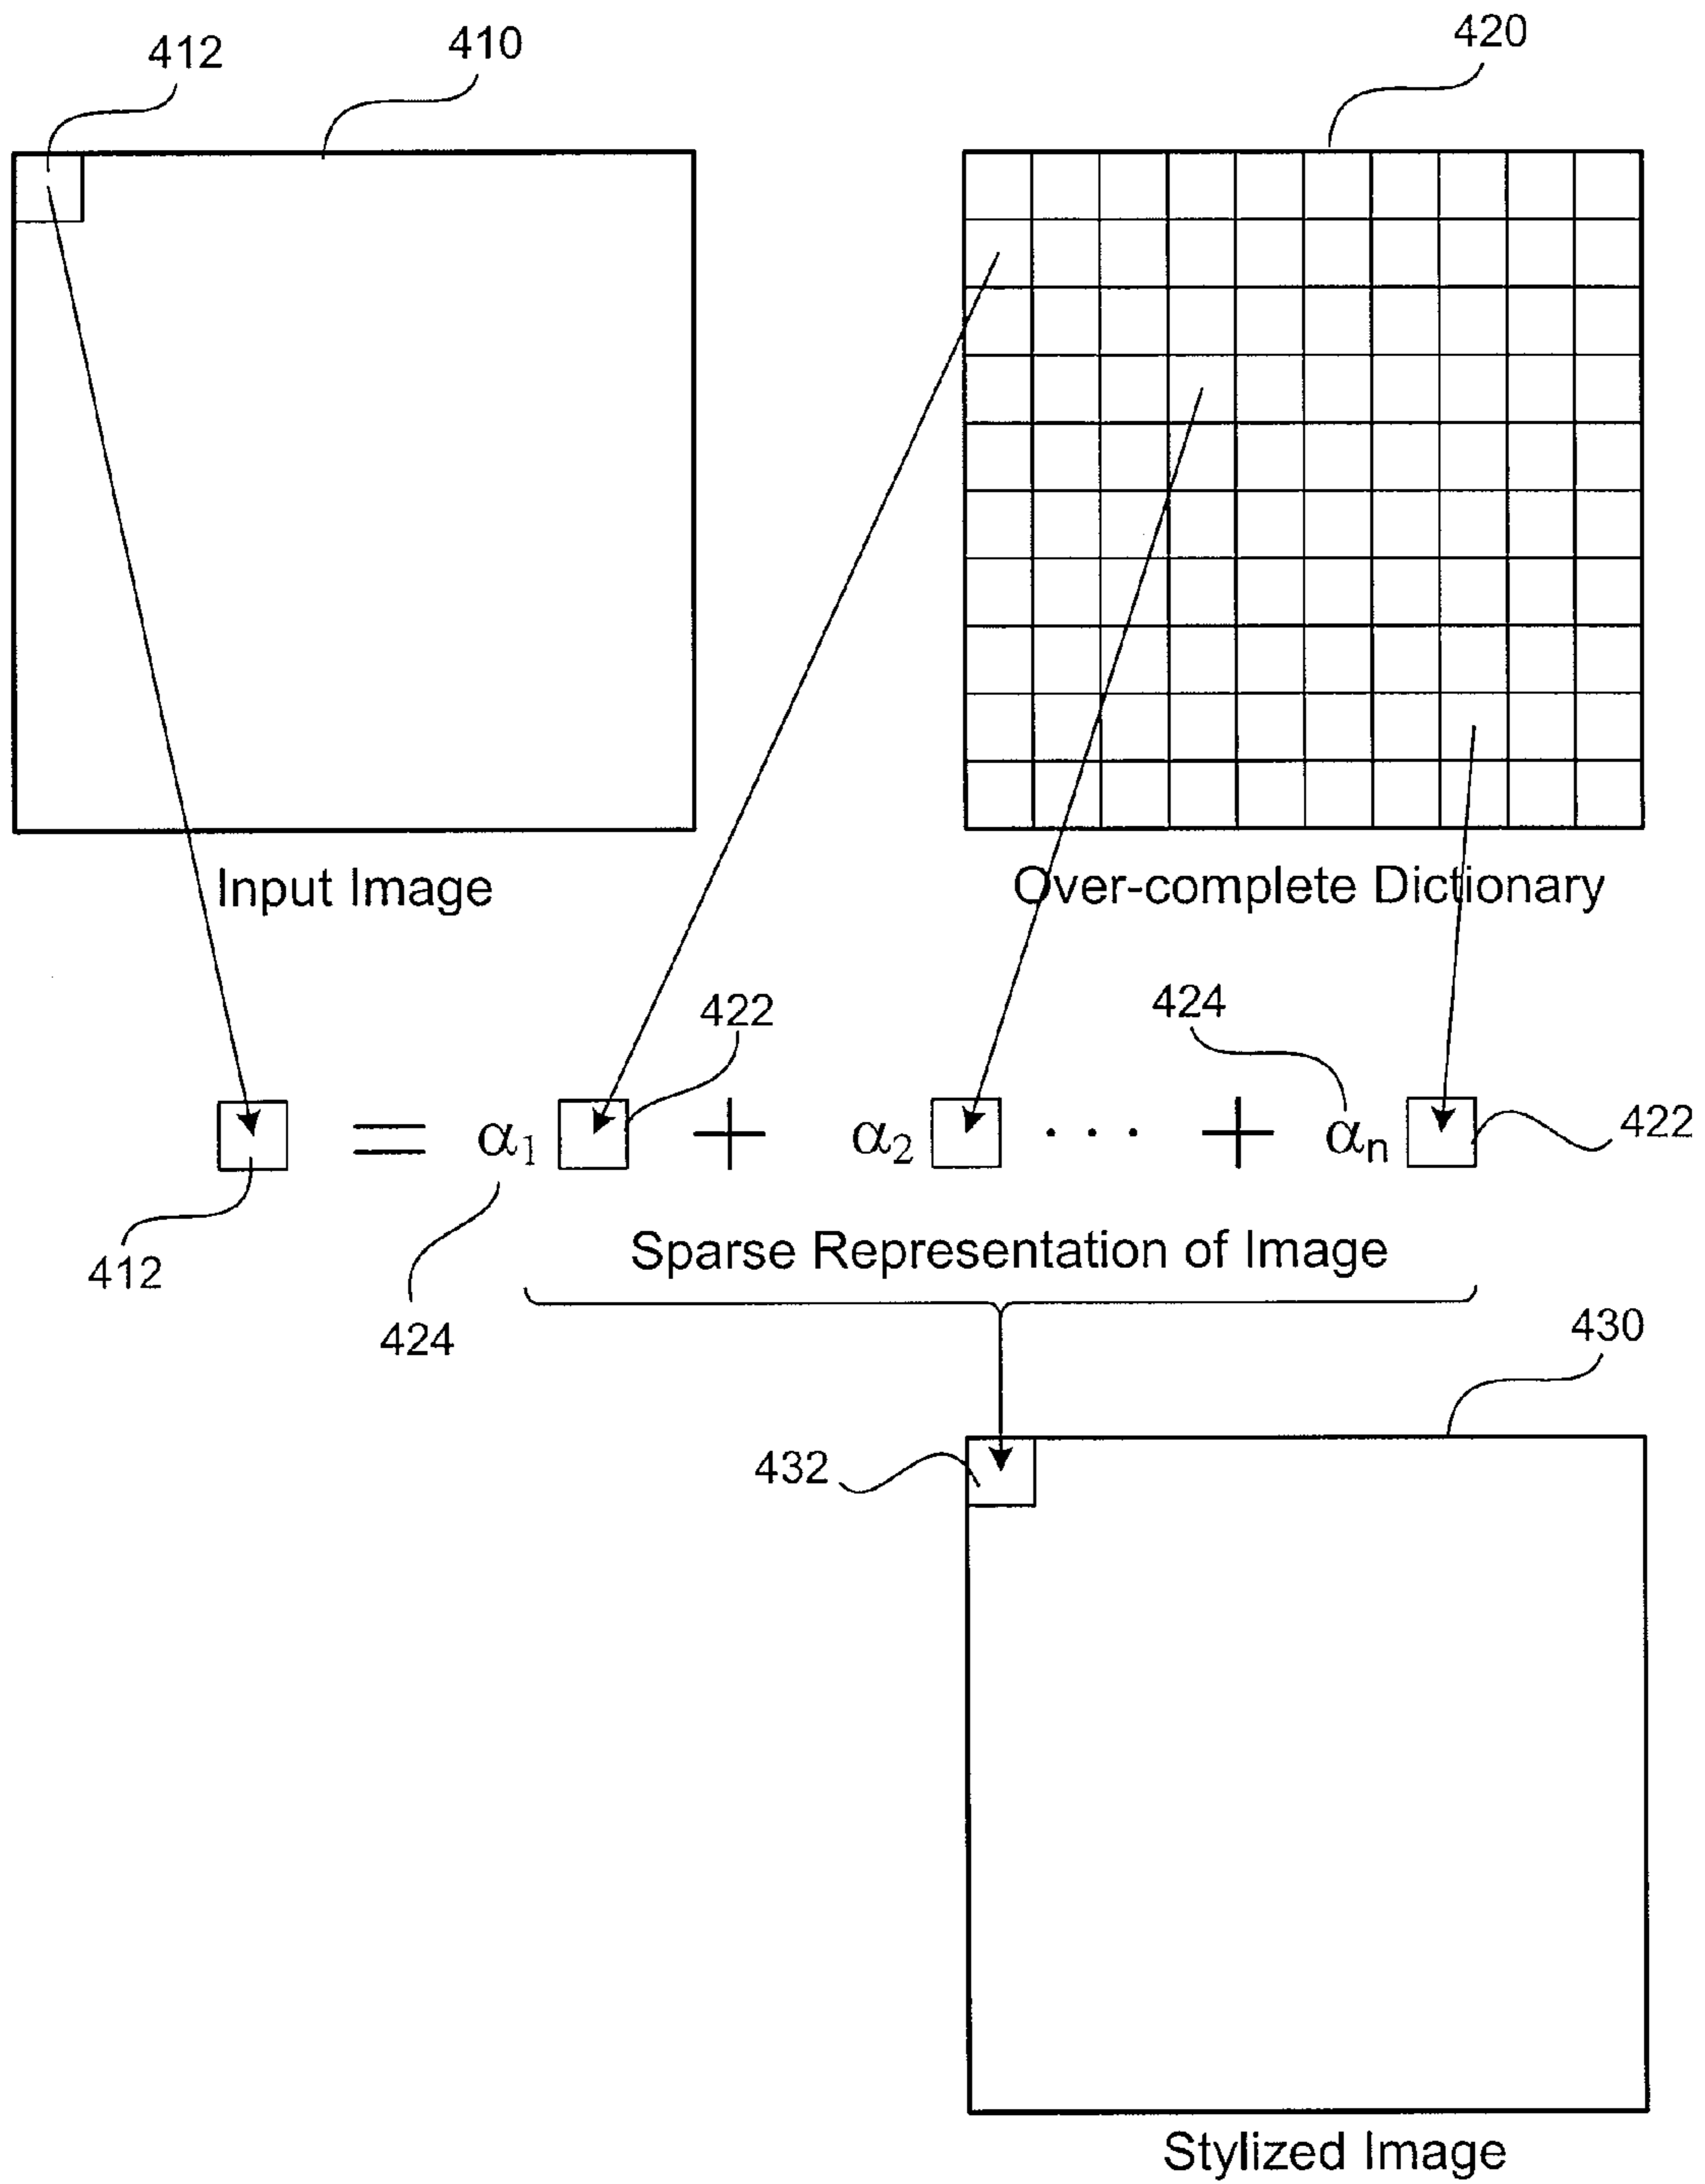 412
410
420
Input Image
Over-complete Dictionary
422
424
= α1 + α2 · · · + αn
422
412
Sparse Representation of Image
424
430
432
Stylized Image